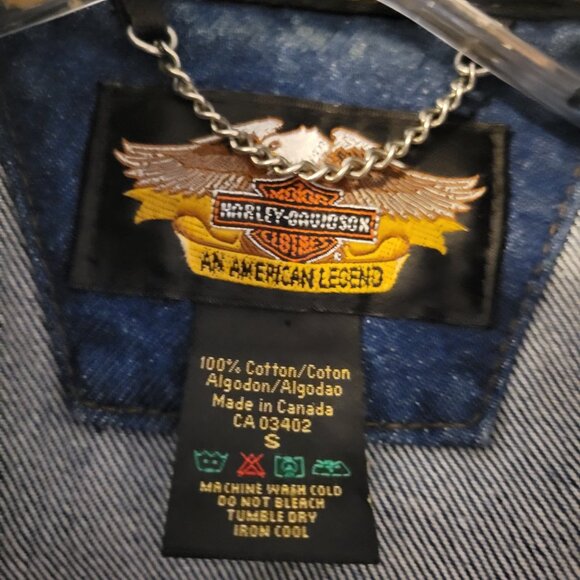 MOTOR
HARLEY-DAVIDSON
CYCLES
AN AMERICAN LEGEND
100% Cotton/Coton
Algodon/Algodao
Made in Canada
CA 03402
S
MACHINE WASH COLD
DO NOT BLEACH
TUMBLE DRY
IRON COOL